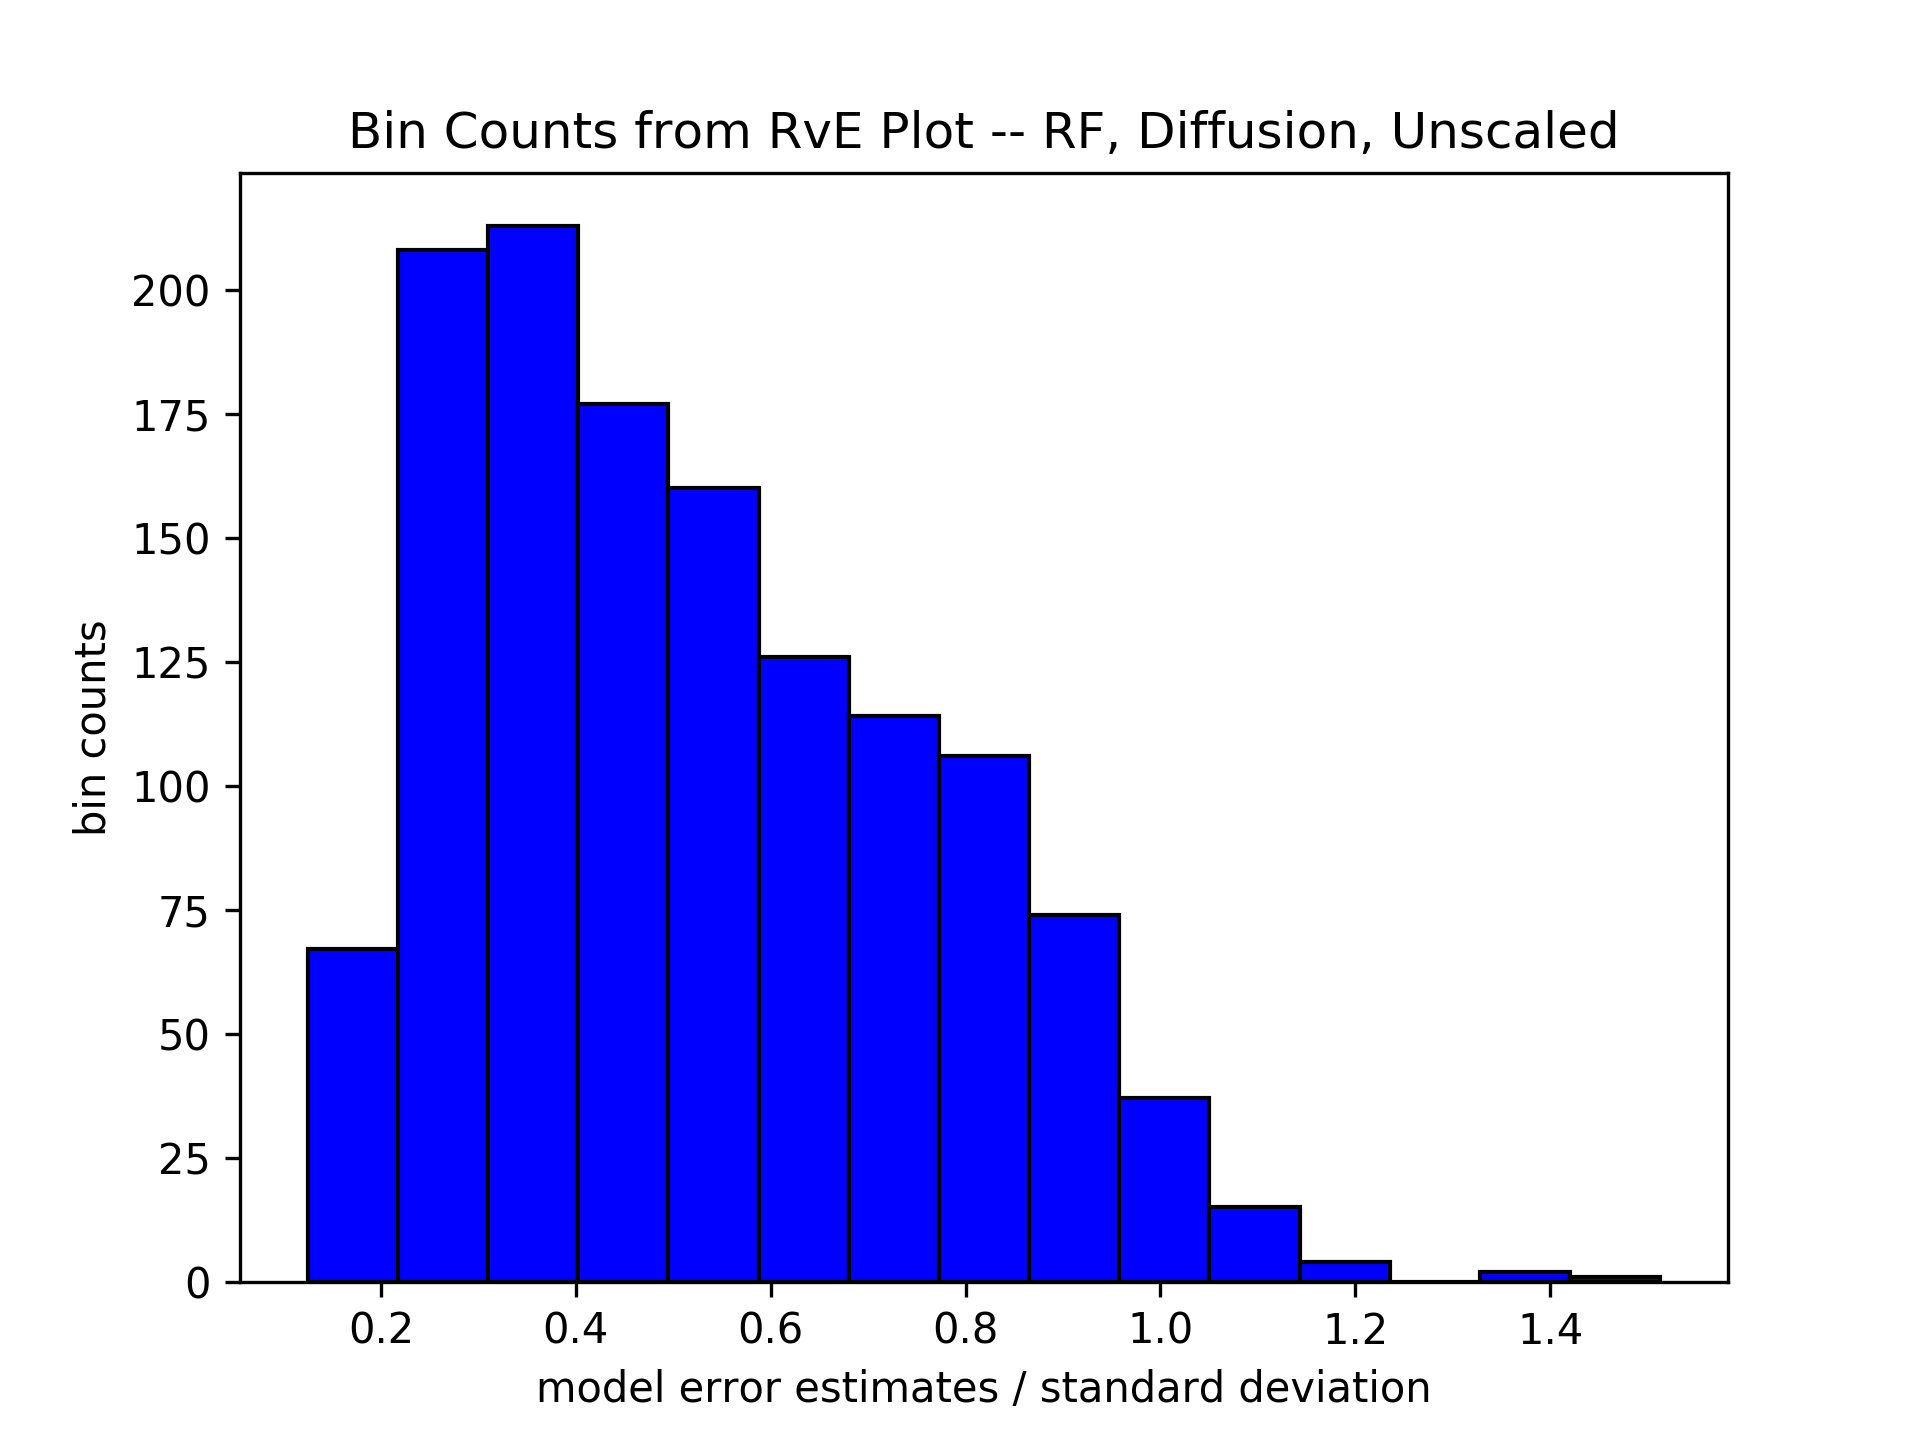 Bin Counts from RvE Plot -- RF, Diffusion, Unscaled
200
175
150
125
100
75
50
25
0
bin counts
0.2 0.4 0.6 0.8 1.0 1.2 1.4
model error estimates / standard deviation